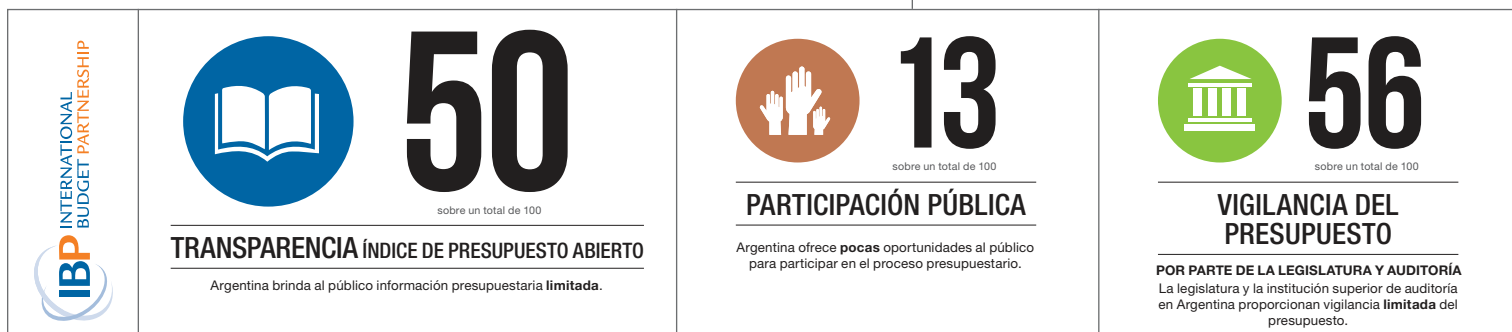 IBP INTERNATIONAL
BUDGET PARTNERSHIP
50
sobre un total de 100
TRANSPARENCIA ÍNDICE DE PRESUPUESTO ABIERTO
Argentina brinda al público información presupuestaria limitada.
13
sobre un total de 100
PARTICIPACIÓN PÚBLICA
Argentina ofrece pocas oportunidades al público
para participar en el proceso presupuestario.
56
sobre un total de 100
VIGILANCIA DEL
PRESUPUESTO
POR PARTE DE LA LEGISLATURA Y AUDITORÍA
La legislatura y la institución superior de auditoría
en Argentina proporcionan vigilancia limitada del
presupuesto.